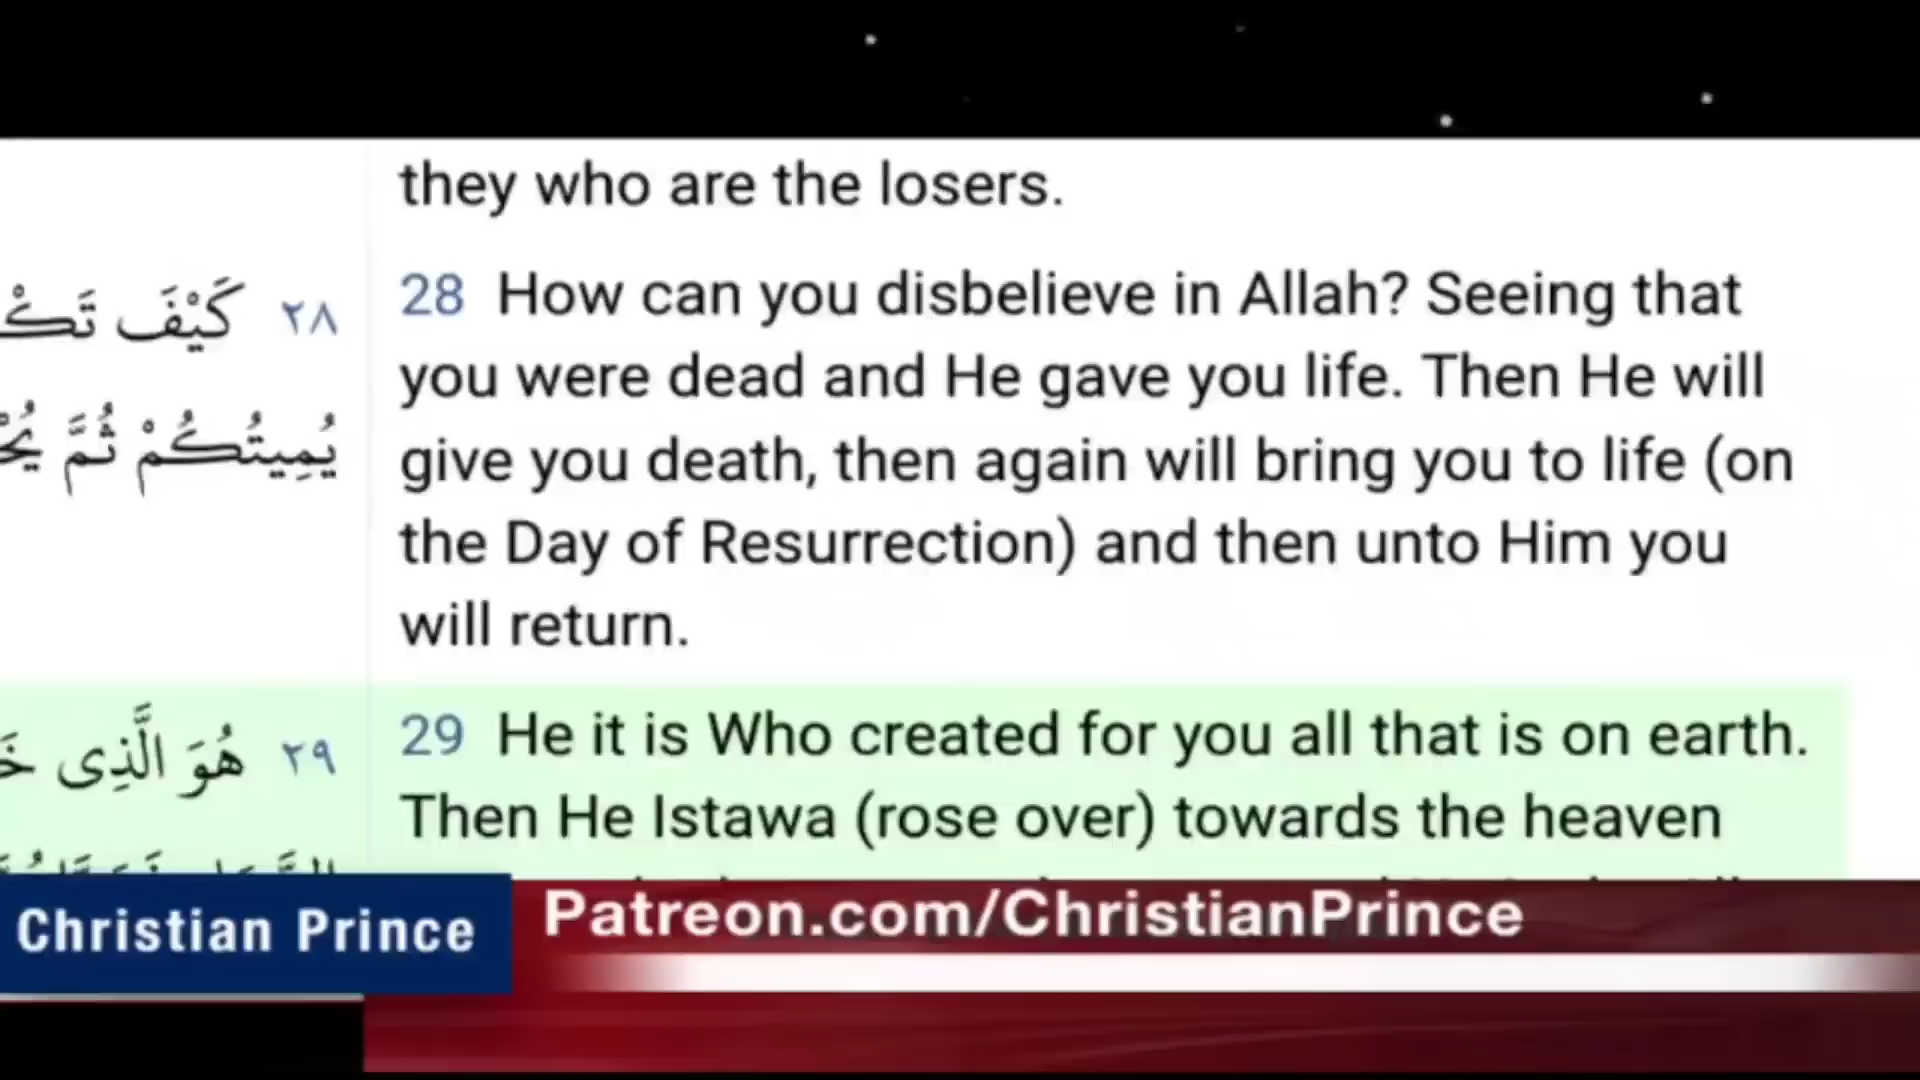 they who are the losers.
٢٨ كَيْفَ
28 How can you disbelieve in Allah? Seeing that
you were dead and He gave you life. Then He will
يُمِيتُكُمْ ثُمَّ
give you death, then again will bring you to life (on
the Day of Resurrection) and then unto Him you
will return.
٢٩ هُوَ الَّذِى
29 He it is Who created for you all that is on earth.
Then He Istawa (rose over) towards the heaven
Christian Prince
Patreon.com/ChristianPrince